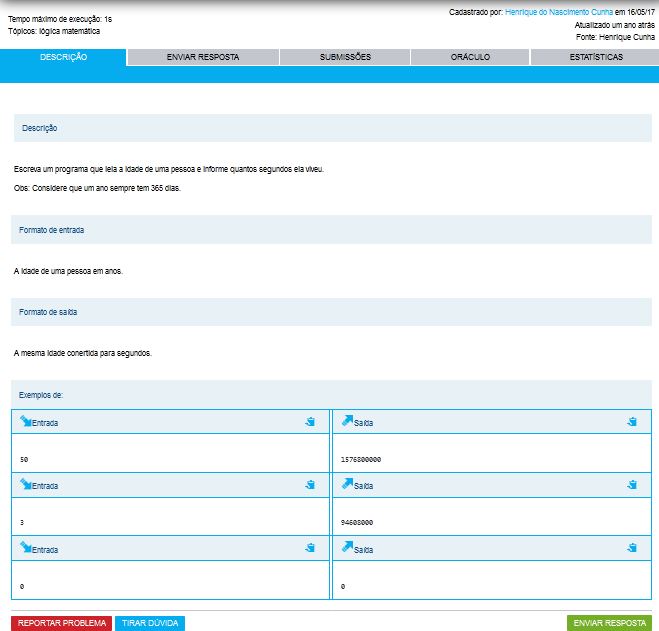 Cadastrado por: Henrique do Nascimento Cunha em 16/05/17
Tempo máximo de execução: 1s
Atualizado um ano atrás
Tópicos: lógica matemática
Fonte: Henrique Cunha
DESCRIÇÃO ENVIAR RESPOSTA SUBMISSÕES ORÁCULO ESTATÍSTICAS
Descrição
Escreva um programa que leia a idade de uma pessoa e informe quantos segundos ela viveu.
Obs: Considere que um ano sempre tem 365 dias.
Formato de entrada
A idade de uma pessoa em anos.
Formato de saída
A mesma idade conertida para segundos.
Exemplos de:
Entrada Saída
50 1576800000
Entrada Saída
3 94608000
Entrada Saída
0 0
REPORTAR PROBLEMA TIRAR DÚVIDA ENVIAR RESPOSTA